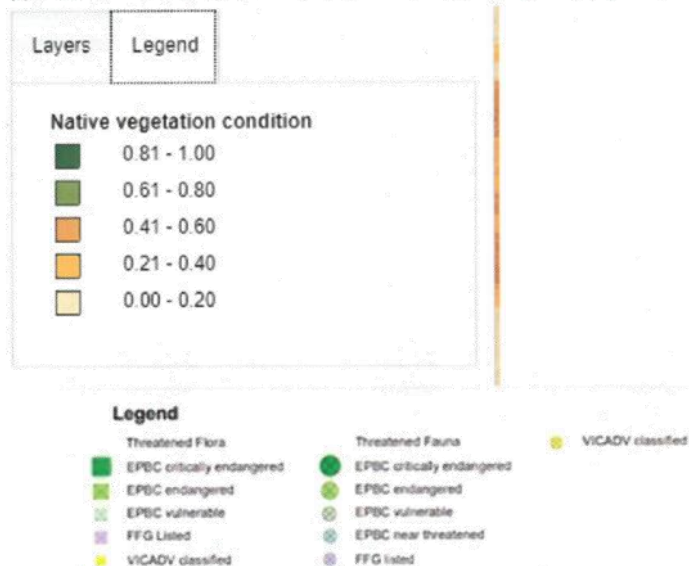 Layers Legend
Native vegetation condition
0.81 - 1.00
0.61 - 0.80
0.41 - 0.60
0.21 - 0.40
0.00 - 0.20
Legend
Threatened Flora
EPBC critically endangered
EPBC endangered
EPBC vulnerable
FFG Listed
VICADV classified
Threatened Fauna
EPBC critically endangered
EPBC endangered
EPBC vulnerable
EPBC near threatened
FFG listed
VICADV classified